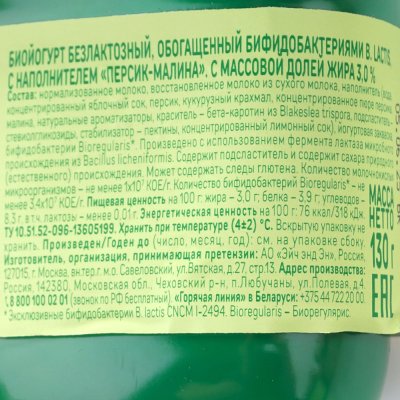 БИОЙОГУРТ БЕЗЛАКТОЗНЫЙ, ОБОГАЩЕННЫЙ БИФИДОБАКТЕРИЯМИ B. LACTIS,
С НАПОЛНИТЕЛЕМ «ПЕРСИК-МАЛИНА». С МАССОВОЙ ДОЛЕЙ ЖИРА 3,0 %
Состав: нормализованное молоко, восстановленное молоко из сухого молока, наполнитель (вода,
концентрированный яблочный сок, персик, кукурузный крахмал, концентрированное пюре персика,
малина, натуральные ароматизаторы, краситель – бета-каротин из Blakeslea trispora, подсластитель –
стевиолгликозиды, стабилизатор – пектины, концентрированный лимонный сок), йогуртовая закваска,
бифидобактерии Bioregularis*. Произведено с использованием фермента лактаза микробного
происхождения из Bacillus licheniformis. Содержит подсластитель и содержит сахара природного
(естественного) происхождения. Может содержать следы глютена. Количество молочнокислых
микроорганизмов – не менее 1х10⁷ КОЕ/г. Количество бифидобактерий Bioregularis* – не
менее 3,4х10⁷ КОЕ/г. Пищевая ценность на 100 г: жира – 3,0 г; белка – 3,9 г; углеводов –
8,3 г, в т.ч. лактозы – менее 0,01 г. Энергетическая ценность на 100 г: 76 ккал/318 кДж.
ТУ 10.51.52-096-13605199. Хранить при температуре (4±2) °С. Вскрытую упаковку не
хранить. Произведен/Годен до (число, месяц, год): см. на упаковке сбоку.
Изготовитель, организация, принимающая претензии: АО «Эйч энд Эн», Россия,
127015, г. Москва, вн.тер.г. м.о. Савеловский, ул.Вятская, д.27, стр.13. Адрес производства:
Россия, 142380, Московская обл., Чеховский р-н, п.Любучаны, ул.Полевая, д.4.
8 800 100 02 01 (звонок по РФ бесплатный). «Горячая линия» в Беларуси: +375 44 722 20 00
* Эксклюзивные бифидобактерии B. lactis CNCM I-2494. Bioregularis – Биорегулярис.
МАССА
НЕТТО
130 г
EAC